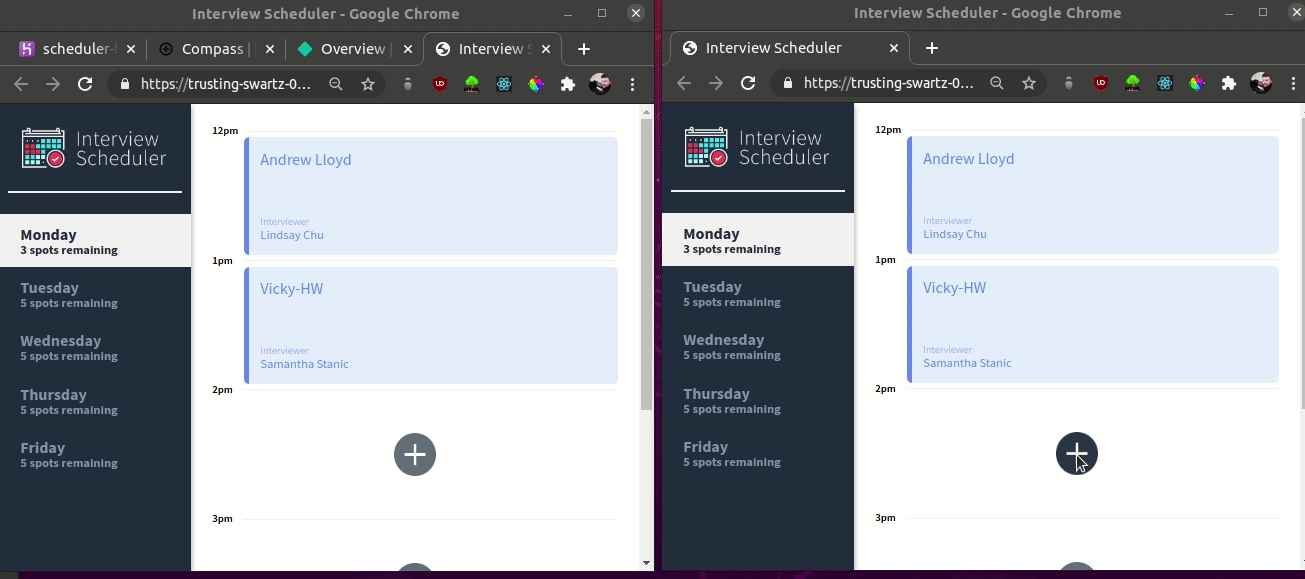 Interview Scheduler - Google Chrome
scheduler-
Compass |
Overview |
Interview S
https://trusting-swartz-0...
Interview
Scheduler
Monday
3 spots remaining
Tuesday
5 spots remaining
Wednesday
5 spots remaining
Thursday
5 spots remaining
Friday
5 spots remaining
12pm
Andrew Lloyd
Interviewer
Lindsay Chu
1pm
Vicky-HW
Interviewer
Samantha Stanic
2pm
3pm
Interview Scheduler - Google Chrome
Interview Scheduler
https://trusting-swartz-0...
Interview
Scheduler
Monday
3 spots remaining
Tuesday
5 spots remaining
Wednesday
5 spots remaining
Thursday
5 spots remaining
Friday
5 spots remaining
12pm
Andrew Lloyd
Interviewer
Lindsay Chu
1pm
Vicky-HW
Interviewer
Samantha Stanic
2pm
3pm